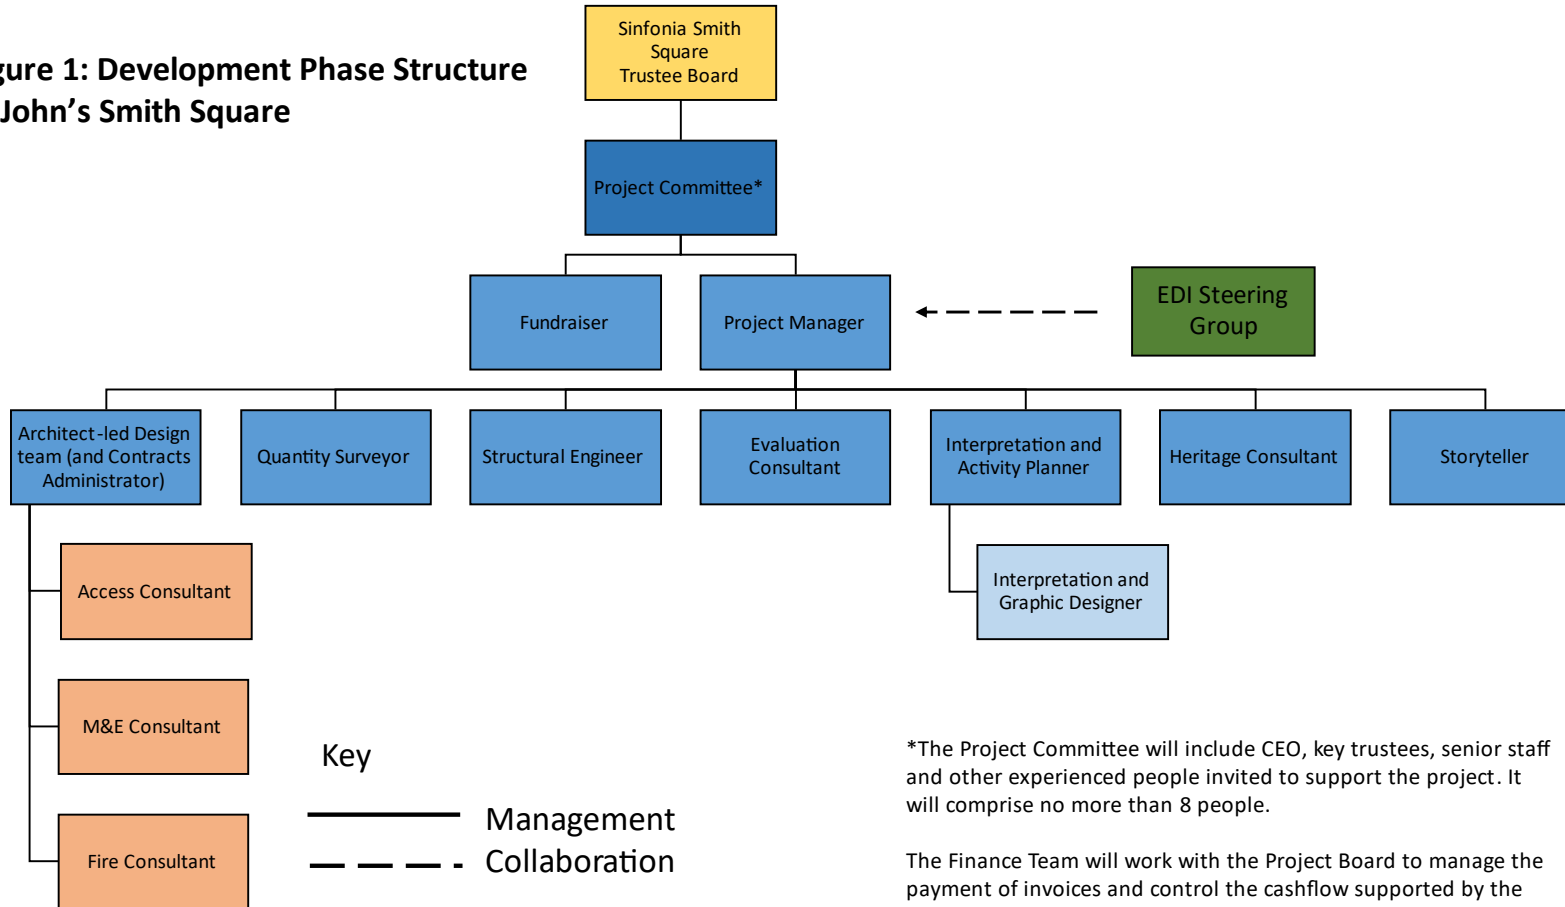 Sinfonia Smith
Square
Trustee Board
gure 1: Development Phase Structure
John’s Smith Square
Project Committee*
Fundraiser
Project Manager
EDI Steering
Group
Architect-led Design
team (and Contracts
Administrator)
Quantity Surveyor
Structural Engineer
Evaluation
Consultant
Interpretation and
Activity Planner
Heritage Consultant
Storyteller
Access Consultant
Interpretation and
Graphic Designer
M&E Consultant
Fire Consultant
Key
Management
Collaboration
*The Project Committee will include CEO, key trustees, senior staff
and other experienced people invited to support the project. It
will comprise no more than 8 people.
The Finance Team will work with the Project Board to manage the
payment of invoices and control the cashflow supported by the